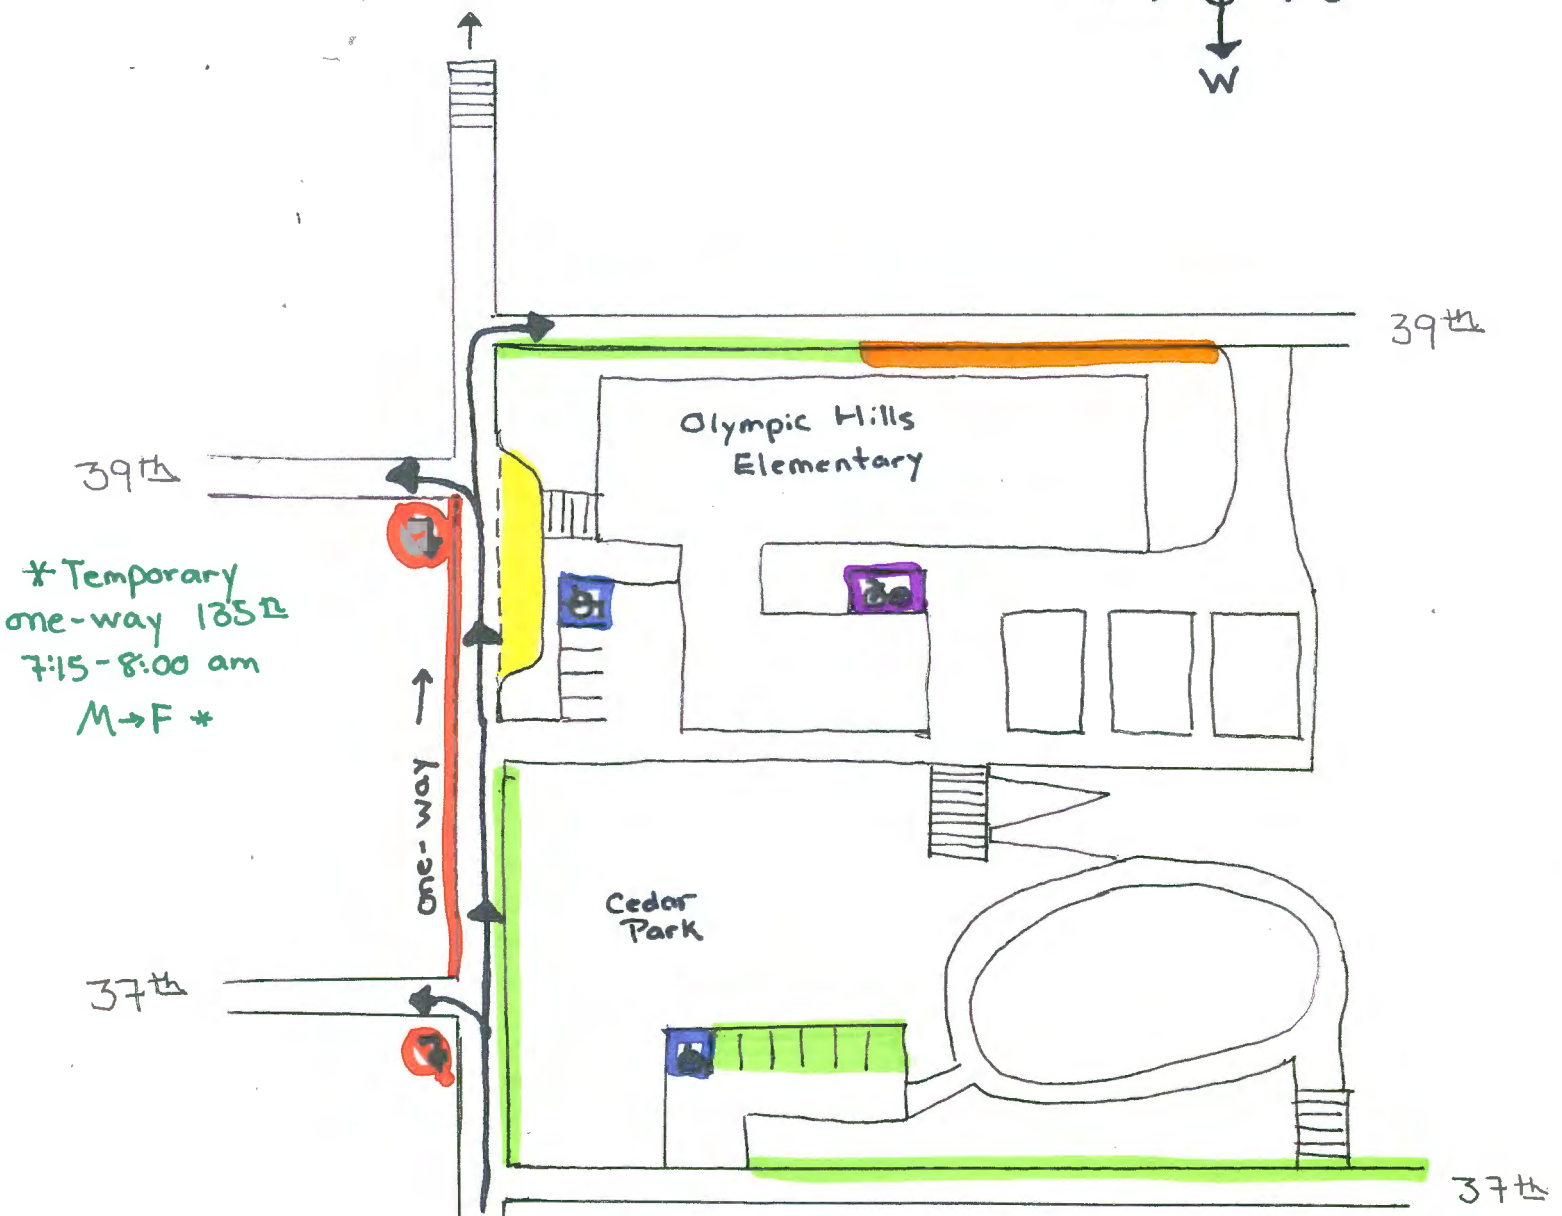 W
39th
Olympic Hills
Elementary
39th
* Temporary
one-way 135th
7:15-8:00 am
M→F *
one-way →
Cedar
Park
37th
37th